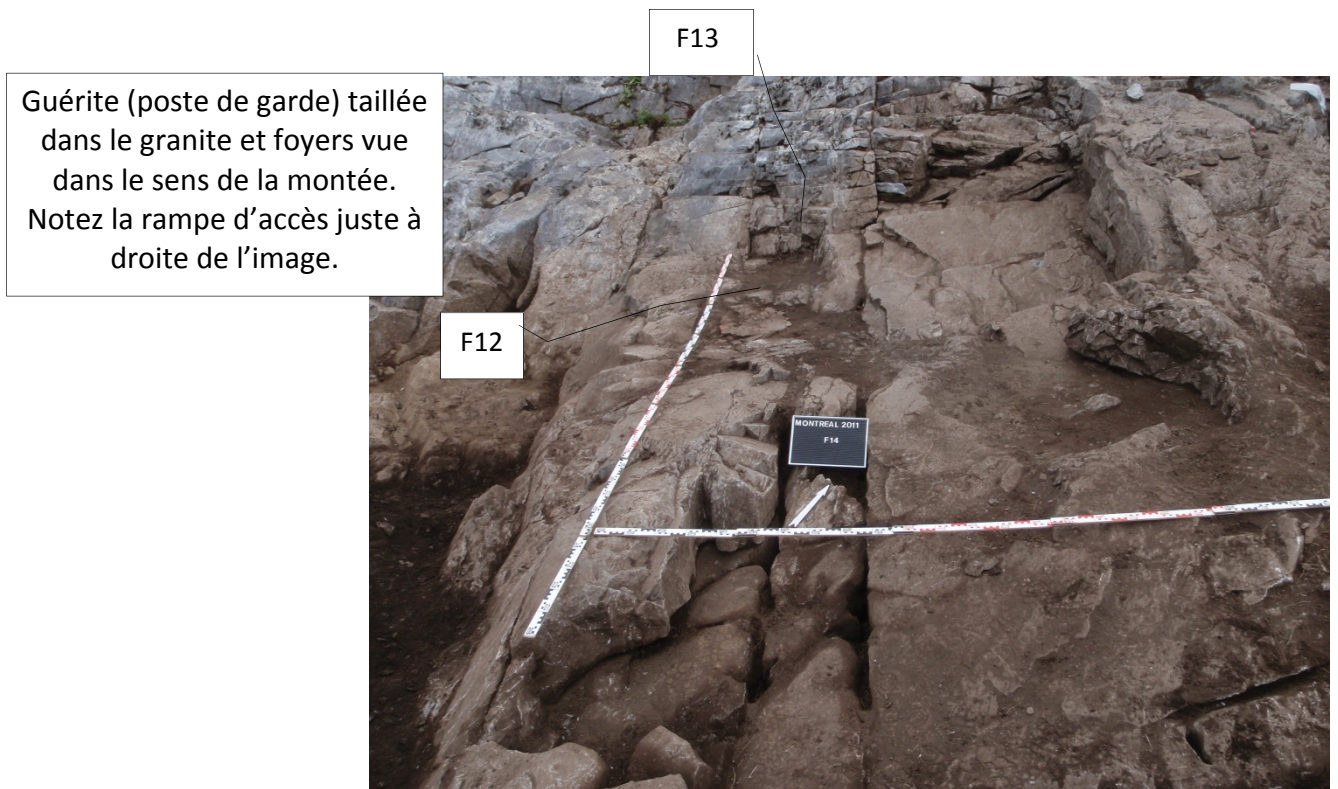 F13
Guérite (poste de garde) taillée
dans le granite et foyers vue
dans le sens de la montée.
Notez la rampe d'accès juste à
droite de l'image.
F12
MONTREAL 2011
F14